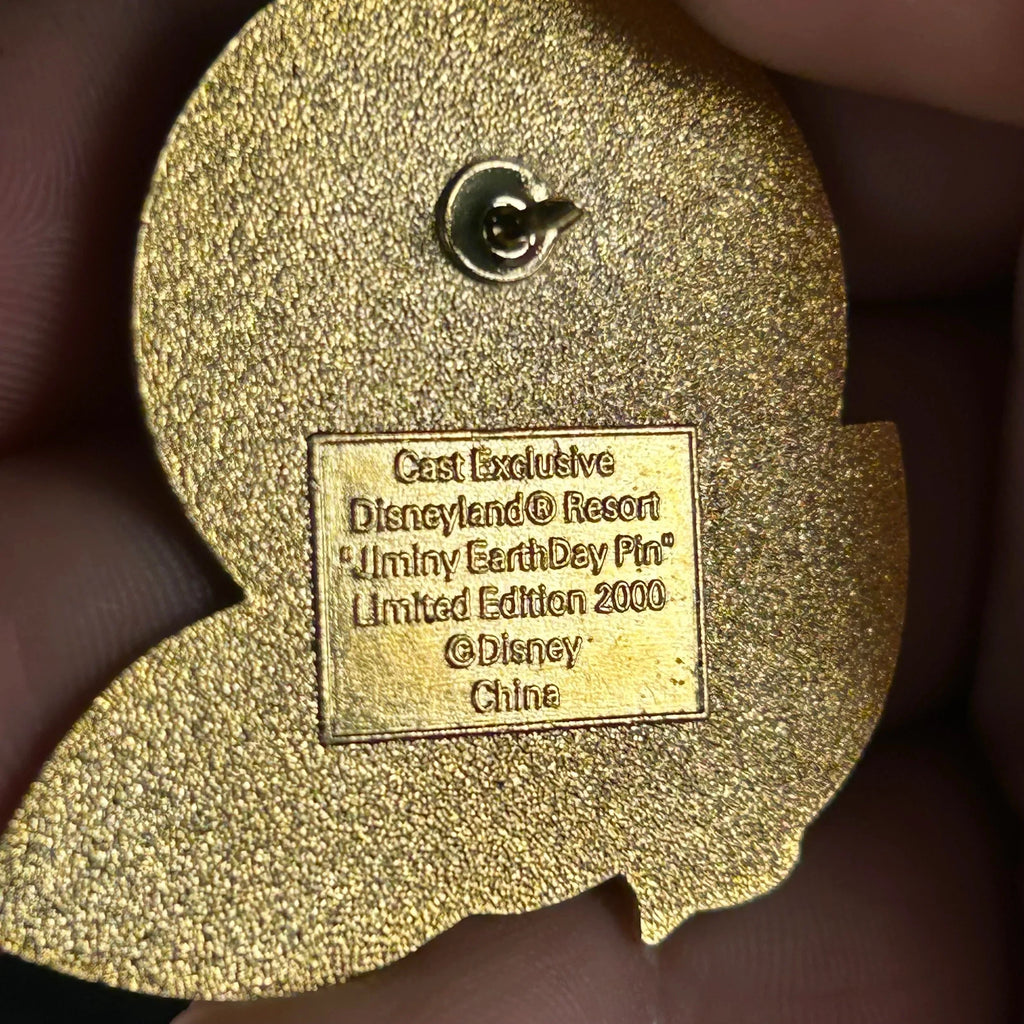 Cast Exclusive
Disneyland® Resort
"Jiminy EarthDay Pin"
Limited Edition 2000
©Disney
China